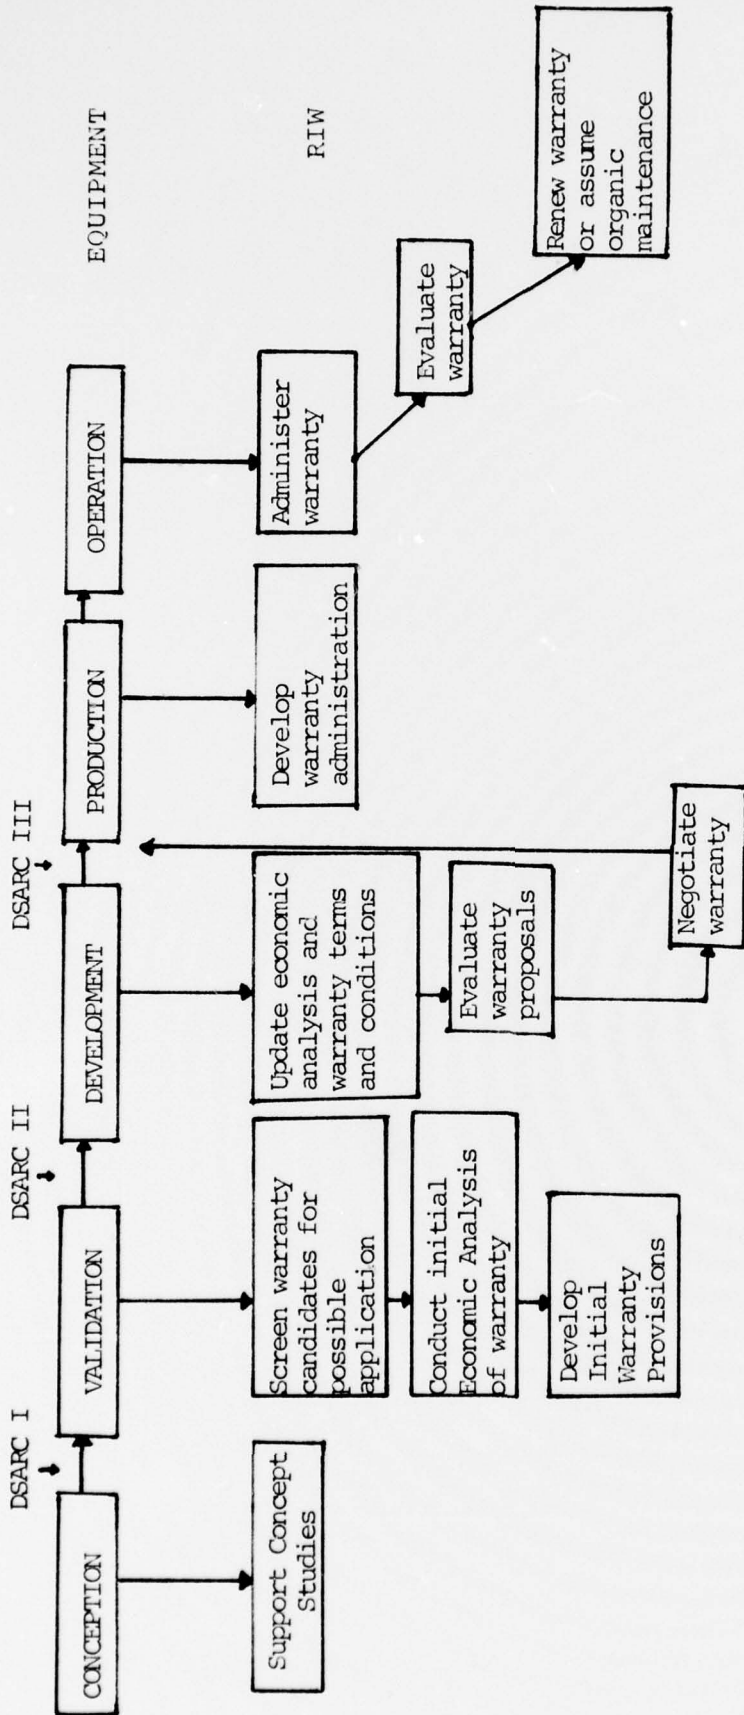 DSARC I
DSARC II
DSARC III
CONCEPTION
VALIDATION
DEVELOPMENT
PRODUCTION
OPERATION
EQUIPMENT
Support Concept
Studies
Screen warranty
candidates for
possible
application
Conduct initial
Economic Analysis
of warranty
Develop
Initial
Warranty
Provisions
Update economic
analysis and
warranty terms
and conditions
Evaluate
warranty
proposals
Negotiate
warranty
Develop
warranty
administration
Administer
warranty
RIW
Evaluate
warranty
Renew warranty
or assume
organic
maintenance